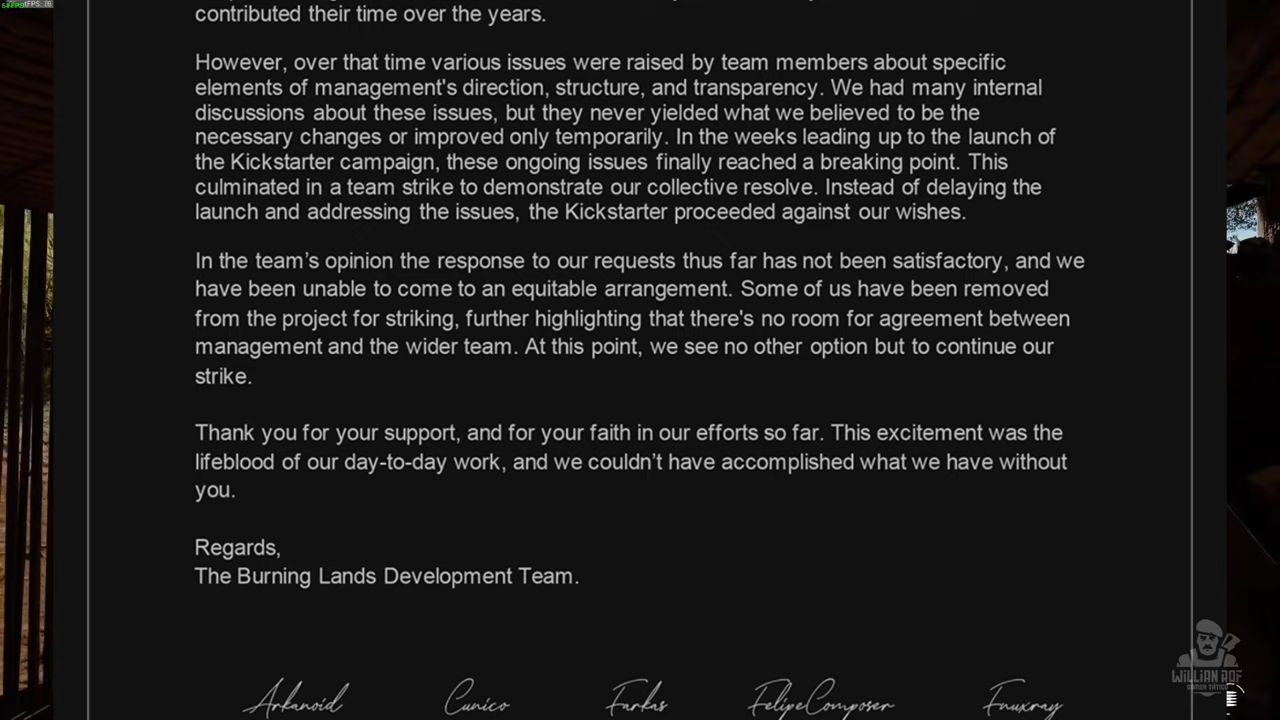 contributed their time over the years.
However, over that time various issues were raised by team members about specific
elements of management's direction, structure, and transparency. We had many internal
discussions about these issues, but they never yielded what we believed to be the
necessary changes or improved only temporarily. In the weeks leading up to the launch of
the Kickstarter campaign, these ongoing issues finally reached a breaking point. This
culminated in a team strike to demonstrate our collective resolve. Instead of delaying the
launch and addressing the issues, the Kickstarter proceeded against our wishes.
In the team’s opinion the response to our requests thus far has not been satisfactory, and we
have been unable to come to an equitable arrangement. Some of us have been removed
from the project for striking, further highlighting that there's no room for agreement between
management and the wider team. At this point, we see no other option but to continue our
strike.
Thank you for your support, and for your faith in our efforts so far. This excitement was the
lifeblood of our day-to-day work, and we couldn’t have accomplished what we have without
you.
Regards,
The Burning Lands Development Team.
WILLIAN ROF
GAMER TÁTICO
Arkanoid Cunico Farkas FelipeComposer Fnuxray